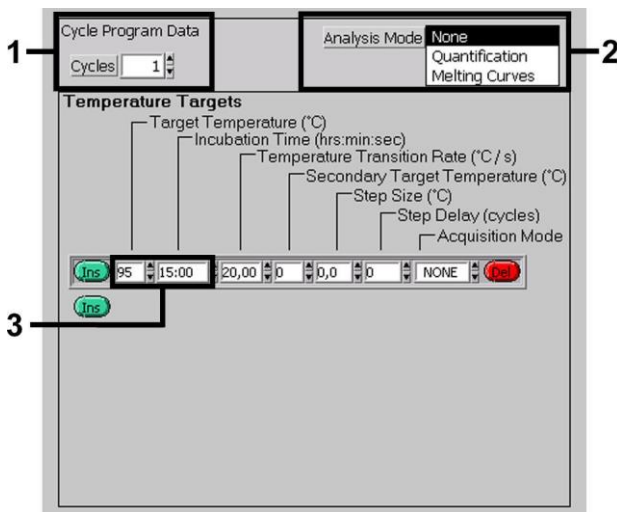 1
Cycle Program Data
Cycles 1
Analysis Mode None
Quantification
Melting Curves
2
Temperature Targets
Target Temperature (°C)
Incubation Time (hrs:min:sec)
Temperature Transition Rate (°C / s)
Secondary Target Temperature (°C)
Step Size (°C)
Step Delay (cycles)
Acquisition Mode
Ins 95 15:00 20,00 0 0,0 0 NONE Del
Ins
3